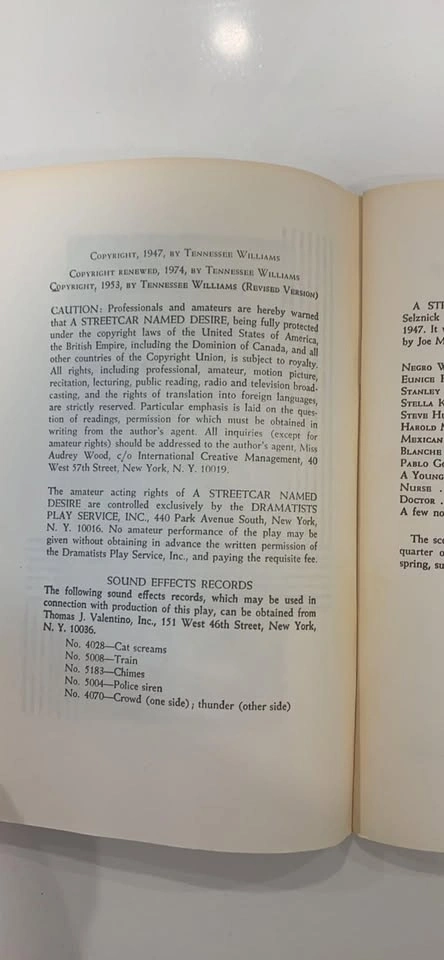 COPYRIGHT, 1947, BY TENNESSEE WILLIAMS
COPYRIGHT RENEWED, 1974, BY TENNESSEE WILLIAMS
COPYRIGHT, 1953, BY TENNESSEE WILLIAMS (REVISED VERSION)
CAUTION: Professionals and amateurs are hereby warned
that A STREETCAR NAMED DESIRE, being fully protected
under the copyright laws of the United States of America,
the British Empire, including the Dominion of Canada, and all
other countries of the Copyright Union, is subject to royalty.
All rights, including professional, amateur, motion picture,
recitation, lecturing, public reading, radio and television broad-
casting, and the rights of translation into foreign languages,
are strictly reserved. Particular emphasis is laid on the ques-
tion of readings, permission for which must be obtained in
writing from the author's agent. All inquiries (except for
amateur rights) should be addressed to the author's agent, Miss
Audrey Wood, c/o International Creative Management, 40
West 57th Street, New York, N. Y. 10019.
The amateur acting rights of A STREETCAR NAMED
DESIRE are controlled exclusively by the DRAMATISTS
PLAY SERVICE, INC., 440 Park Avenue South, New York,
N. Y. 10016. No amateur performance of the play may be
given without obtaining in advance the written permission of
the Dramatists Play Service, Inc., and paying the requisite fee.
SOUND EFFECTS RECORDS
The following sound effects records, which may be used in
connection with production of this play, can be obtained from
Thomas J. Valentino, Inc., 151 West 46th Street, New York,
N. Y. 10036.
No. 4028—Cat screams
No. 5008—Train
No. 5183—Chimes
No. 5004—Police siren
No. 4070—Crowd (one side); thunder (other side)
A
Selznick
1947. It
by Joe
NEGRO
EUNICE
STANLEY
STELLA
STEVE
HAROLD
MEXICAN
BLANCHE
PABLO
A YOUNG
NURSE .
DOCTOR .
A few
The
quarter
spring,